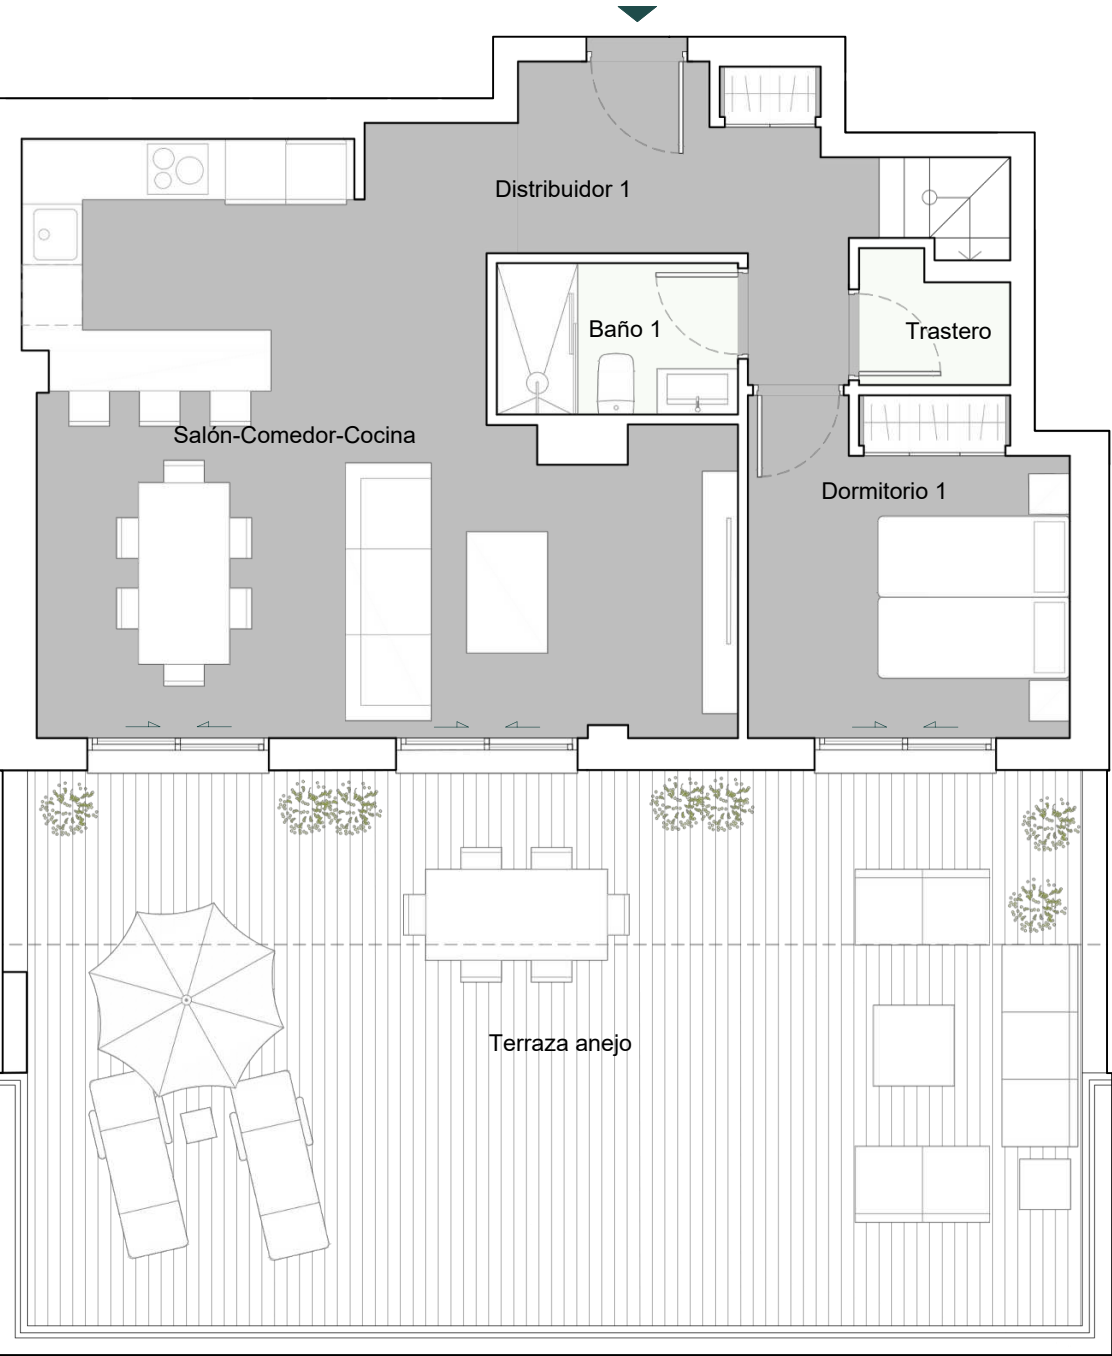 Distribuidor 1
Baño 1
Trastero
Salón-Comedor-Cocina
Dormitorio 1
Terraza anejo